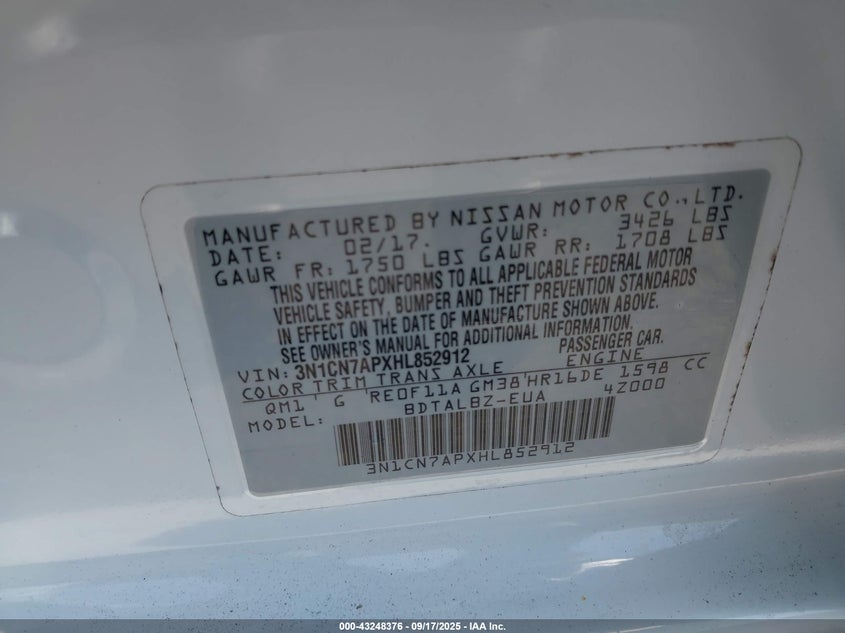 MANUFACTURED BY NISSAN MOTOR CO., LTD.
DATE: 02/17. GVWR: 3426 LBS
GAWR FR: 1750 LBS GAWR RR: 1708 LBS
THIS VEHICLE CONFORMS TO ALL APPLICABLE FEDERAL MOTOR
VEHICLE SAFETY, BUMPER AND THEFT PREVENTION STANDARDS
IN EFFECT ON THE DATE OF MANUFACTURE SHOWN ABOVE.
SEE OWNER'S MANUAL FOR ADDITIONAL INFORMATION.
VIN: 3N1CN7APXHL852912 PASSENGER CAR.
COLOR TRIM TRANS AXLE ENGINE
QM1 ' G 'RE0F11A GM38'HR16DE 1598 CC
MODEL: BDTALBZ-EUA 4Z000
3N1CN7APXHL852912
000-43248376 - 09/17/2025 - IAA Inc.